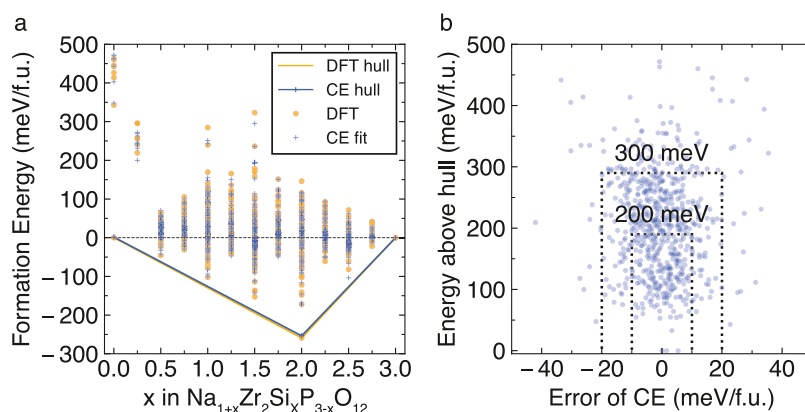 a
Formation Energy (meV/f.u.)
500
400
300
200
100
0
−100
−200
−300
0.0 0.5 1.0 1.5 2.0 2.5 3.0
x in Na₁₊ₓZr₂SiₓP₃₋ₓO₁₂
DFT hull
CE hull
DFT
CE fit
b
Energy above hull (meV/f.u.)
500
400
300
200
100
0
−40 −20 0 20 40
Error of CE (meV/f.u.)
300 meV
200 meV